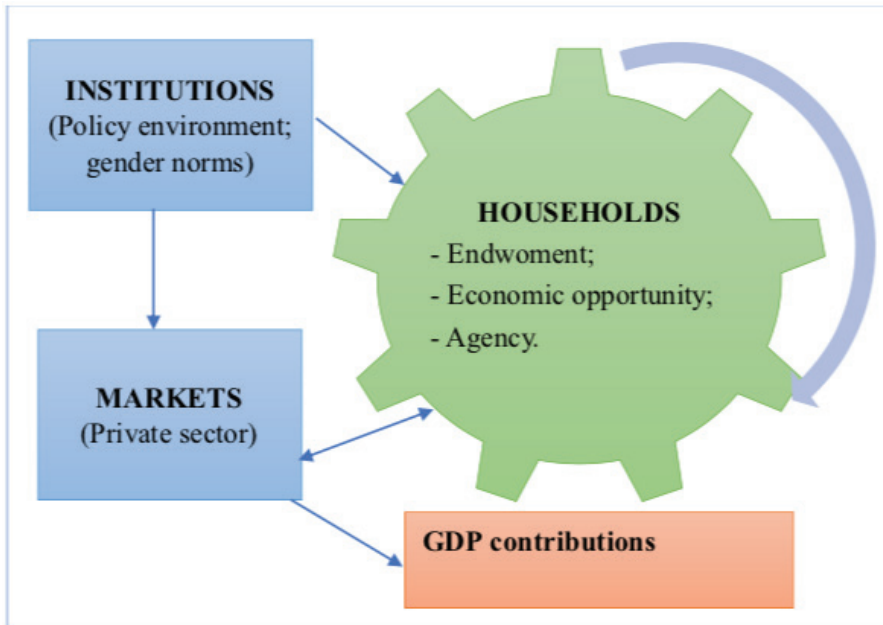 INSTITUTIONS
(Policy environment;
gender norms)
HOUSEHOLDS
- Endwoment;
- Economic opportunity;
- Agency.
MARKETS
(Private sector)
GDP contributions